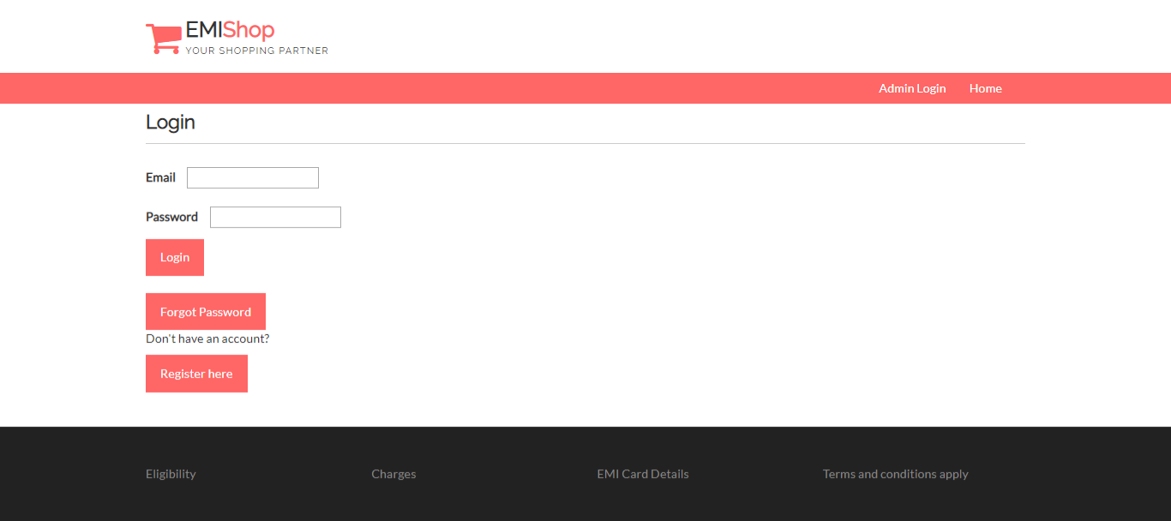 EMIShop
YOUR SHOPPING PARTNER
Admin Login Home
Login
Email
Password
Login
Forgot Password
Don't have an account?
Register here
Eligibility Charges EMI Card Details Terms and conditions apply